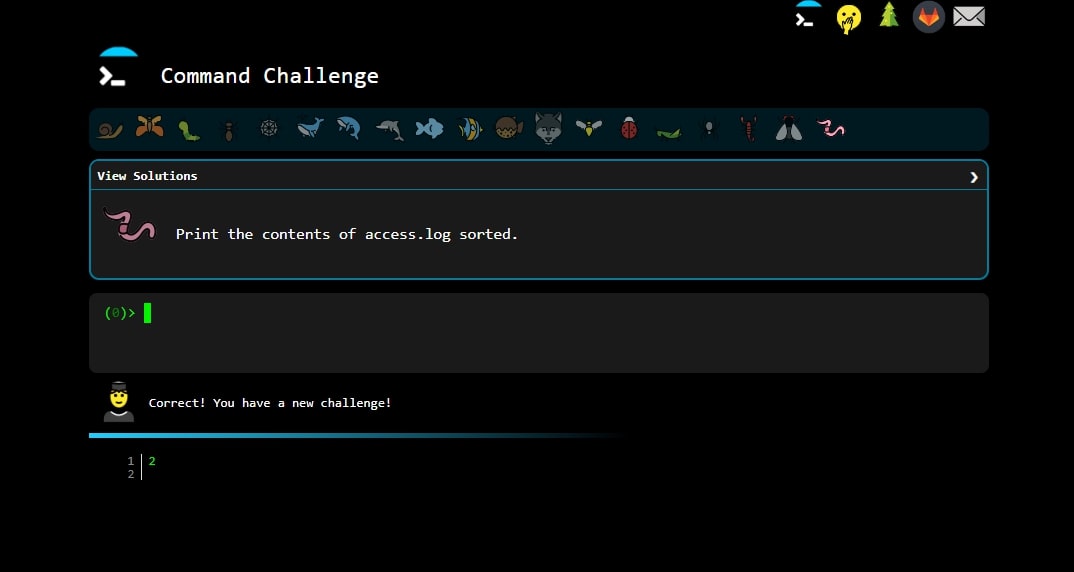 Command Challenge
View Solutions
Print the contents of access.log sorted.
(0)>
Correct! You have a new challenge!
1 2
2